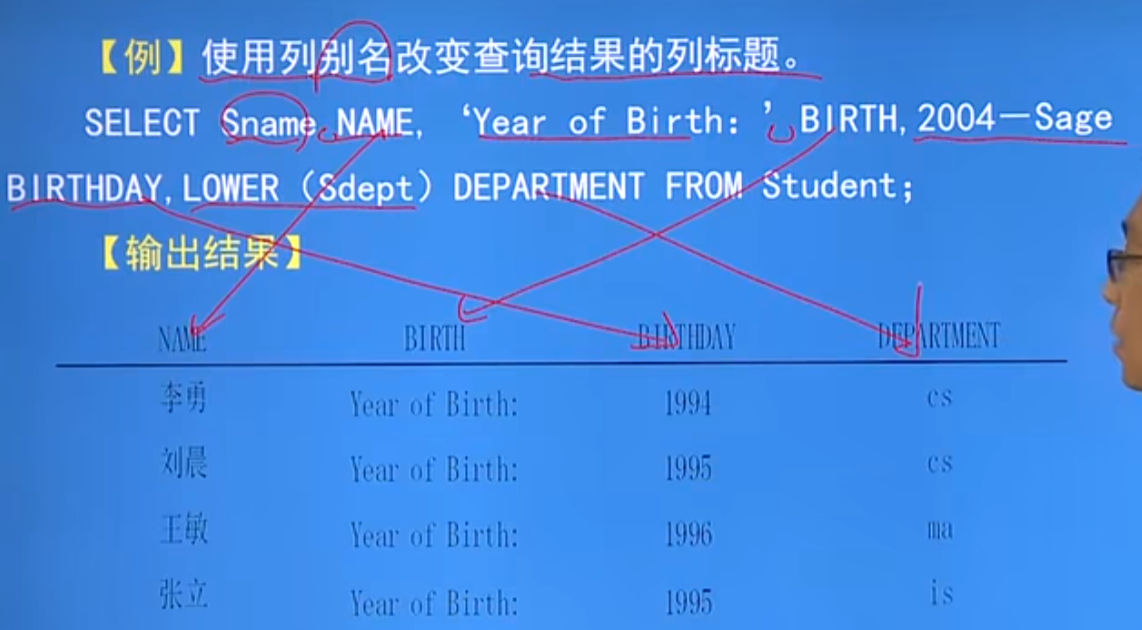 【例】使用列别名改变查询结果的列标题。
SELECT Sname NAME, ‘Year of Birth：’ BIRTH, 2004－Sage
BIRTHDAY, LOWER（Sdept）DEPARTMENT FROM Student；
【输出结果】
NAME BIRTH BIRTHDAY DEPARTMENT
李勇 Year of Birth: 1994 cs
刘晨 Year of Birth: 1995 cs
王敏 Year of Birth: 1996 ma
张立 Year of Birth: 1995 is